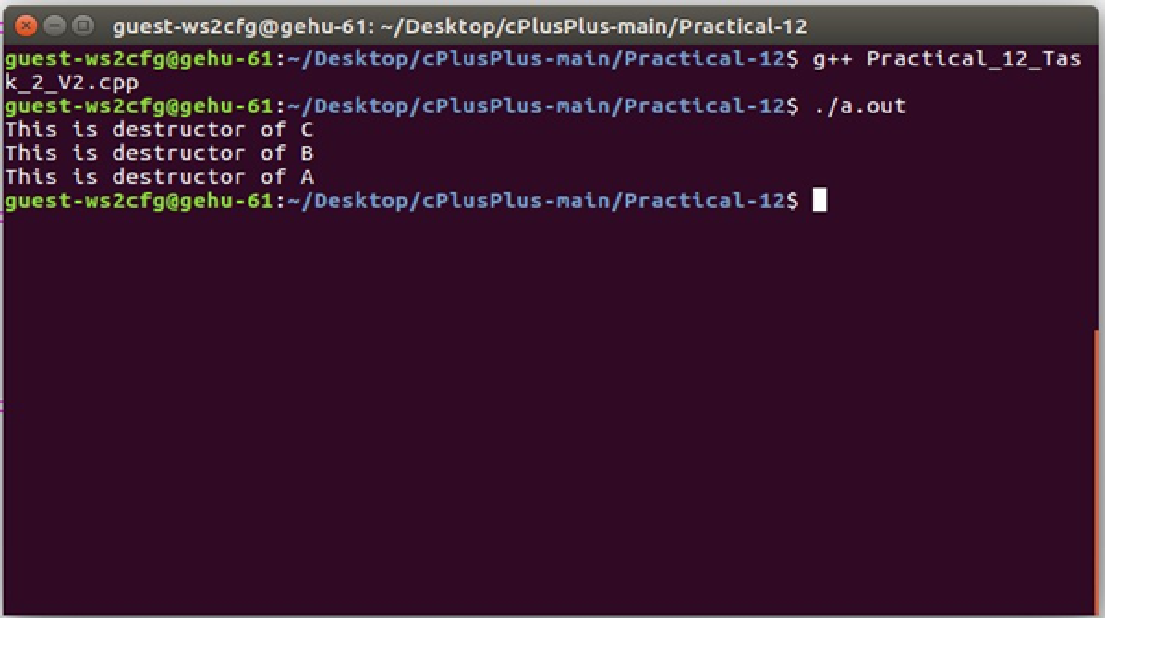 guest-ws2cfg@gehu-61: ~/Desktop/cPlusPlus-main/Practical-12
guest-ws2cfg@gehu-61:~/Desktop/cPlusPlus-main/Practical-12$ g++ Practical_12_Tas
k_2_V2.cpp
guest-ws2cfg@gehu-61:~/Desktop/cPlusPlus-main/Practical-12$ ./a.out
This is destructor of C
This is destructor of B
This is destructor of A
guest-ws2cfg@gehu-61:~/Desktop/cPlusPlus-main/Practical-12$